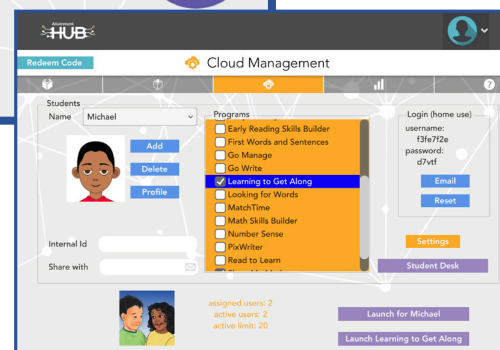 Attainment
HUB
Redeem Code
Cloud Management
?
Students
Name
Michael
Add
Delete
Profile
Internal Id
Share with
Programs
Early Reading Skills Builder
First Words and Sentences
Go Manage
Go Write
Learning to Get Along
Looking for Words
MatchTime
Math Skills Builder
Number Sense
PixWriter
Read to Learn
Login (home use)
username:
f3fe7f2e
password:
d7vtf
Email
Reset
Settings
Student Desk
assigned users: 2
active users: 2
active limit: 20
Launch for Michael
Launch Learning to Get Along